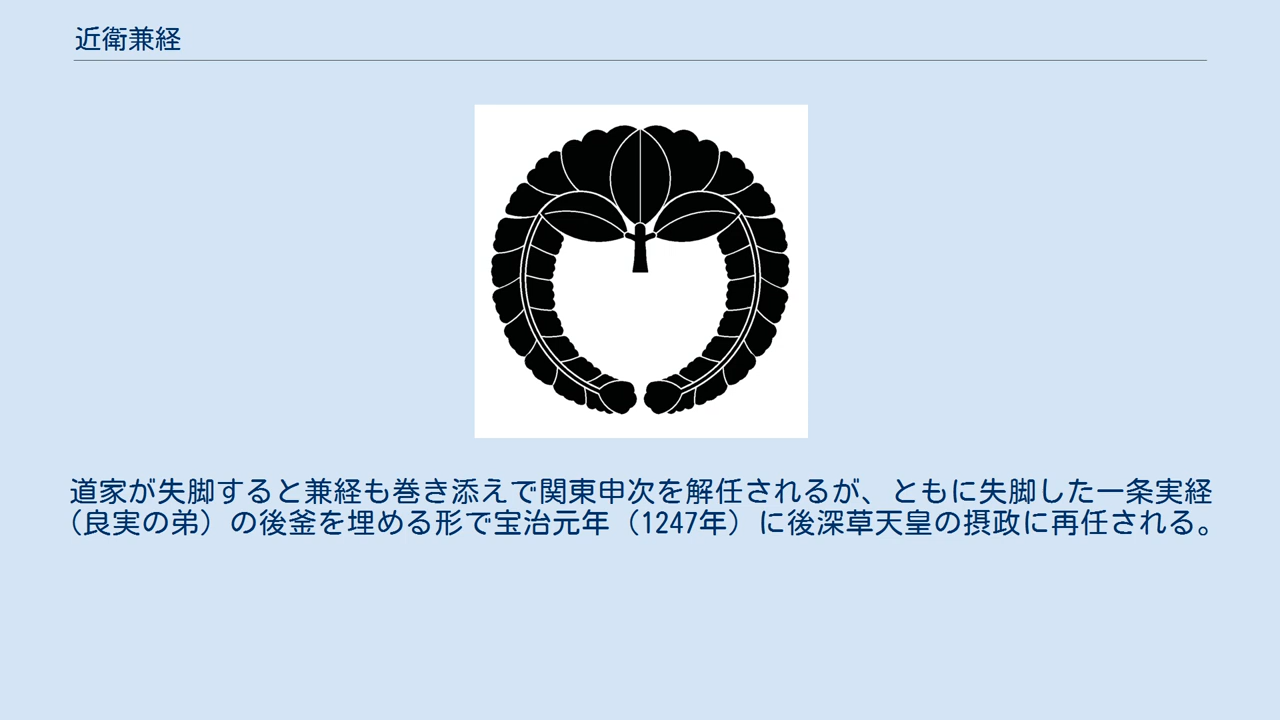 近衛兼経
道家が失脚すると兼経も巻き添えで関東申次を解任されるが、ともに失脚した一条実経
（良実の弟）の後釜を埋める形で宝治元年（1247年）に後深草天皇の摂政に再任される。